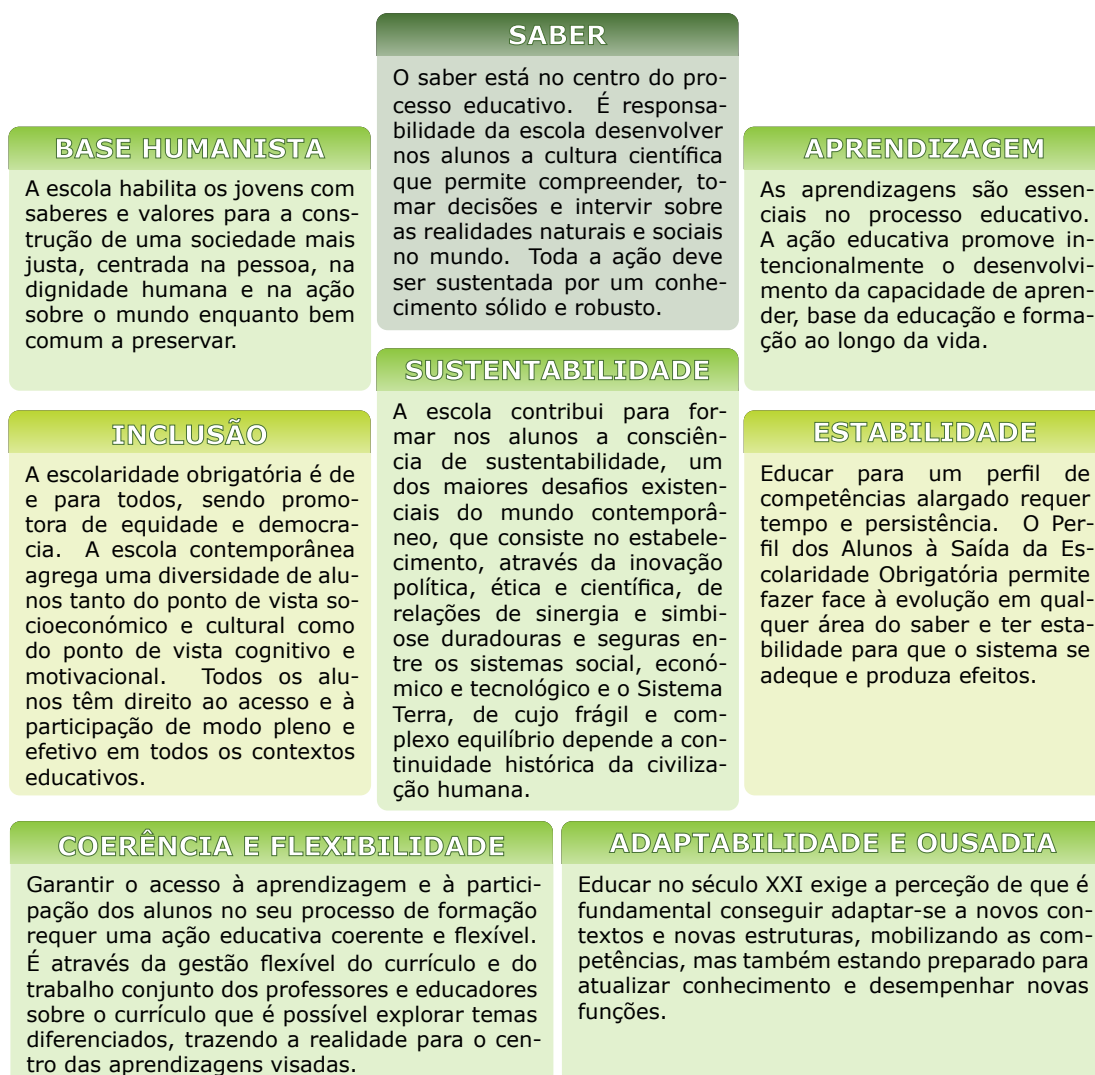 SABER
O saber está no centro do pro-
cesso educativo. É responsa-
bilidade da escola desenvolver
nos alunos a cultura científica
que permite compreender, to-
mar decisões e intervir sobre
as realidades naturais e sociais
no mundo. Toda a ação deve
ser sustentada por um conhe-
cimento sólido e robusto.
BASE HUMANISTA
A escola habilita os jovens com
saberes e valores para a cons-
trução de uma sociedade mais
justa, centrada na pessoa, na
dignidade humana e na ação
sobre o mundo enquanto bem
comum a preservar.
APRENDIZAGEM
As aprendizagens são essen-
ciais no processo educativo.
A ação educativa promove in-
tencionalmente o desenvolvi-
mento da capacidade de apren-
der, base da educação e forma-
ção ao longo da vida.
INCLUSÃO
A escolaridade obrigatória é de
e para todos, sendo promo-
tora de equidade e democra-
cia. A escola contemporânea
agrega uma diversidade de alu-
nos tanto do ponto de vista so-
cioeconómico e cultural como
do ponto de vista cognitivo e
motivacional. Todos os alu-
nos têm direito ao acesso e à
participação de modo pleno e
efetivo em todos os contextos
educativos.
SUSTENTABILIDADE
A escola contribui para for-
mar nos alunos a consciên-
cia de sustentabilidade, um
dos maiores desafios existen-
ciais do mundo contemporâ-
neo, que consiste no estabele-
cimento, através da inovação
política, ética e científica, de
relações de sinergia e simbi-
ose duradouras e seguras en-
tre os sistemas social, econó-
mico e tecnológico e o Sistema
Terra, de cujo frágil e com-
plexo equilíbrio depende a con-
tinuidade histórica da civiliza-
ção humana.
ESTABILIDADE
Educar para um perfil de
competências alargado requer
tempo e persistência. O Per-
fil dos Alunos à Saída da Es-
colaridade Obrigatória permite
fazer face à evolução em qual-
quer área do saber e ter esta-
bilidade para que o sistema se
adeque e produza efeitos.
COERÊNCIA E FLEXIBILIDADE
Garantir o acesso à aprendizagem e à partici-
pação dos alunos no seu processo de formação
requer uma ação educativa coerente e flexível.
É através da gestão flexível do currículo e do
trabalho conjunto dos professores e educadores
sobre o currículo que é possível explorar temas
diferenciados, trazendo a realidade para o cen-
tro das aprendizagens visadas.
ADAPTABILIDADE E OUSADIA
Educar no século XXI exige a perceção de que é
fundamental conseguir adaptar-se a novos con-
textos e novas estruturas, mobilizando as com-
petências, mas também estando preparado para
atualizar conhecimento e desempenhar novas
funções.